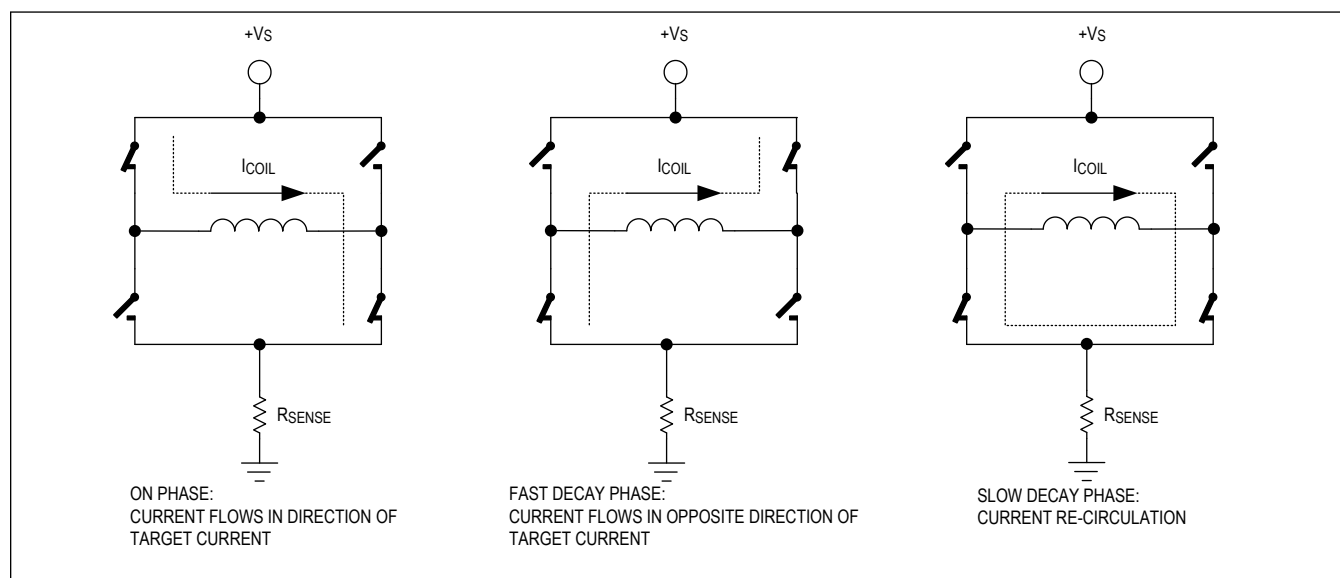 +VS
+VS
+VS
ICOIL
ICOIL
ICOIL
RSENSE
RSENSE
RSENSE
ON PHASE:
CURRENT FLOWS IN DIRECTION OF
TARGET CURRENT
FAST DECAY PHASE:
CURRENT FLOWS IN OPPOSITE DIRECTION OF
TARGET CURRENT
SLOW DECAY PHASE:
CURRENT RE-CIRCULATION